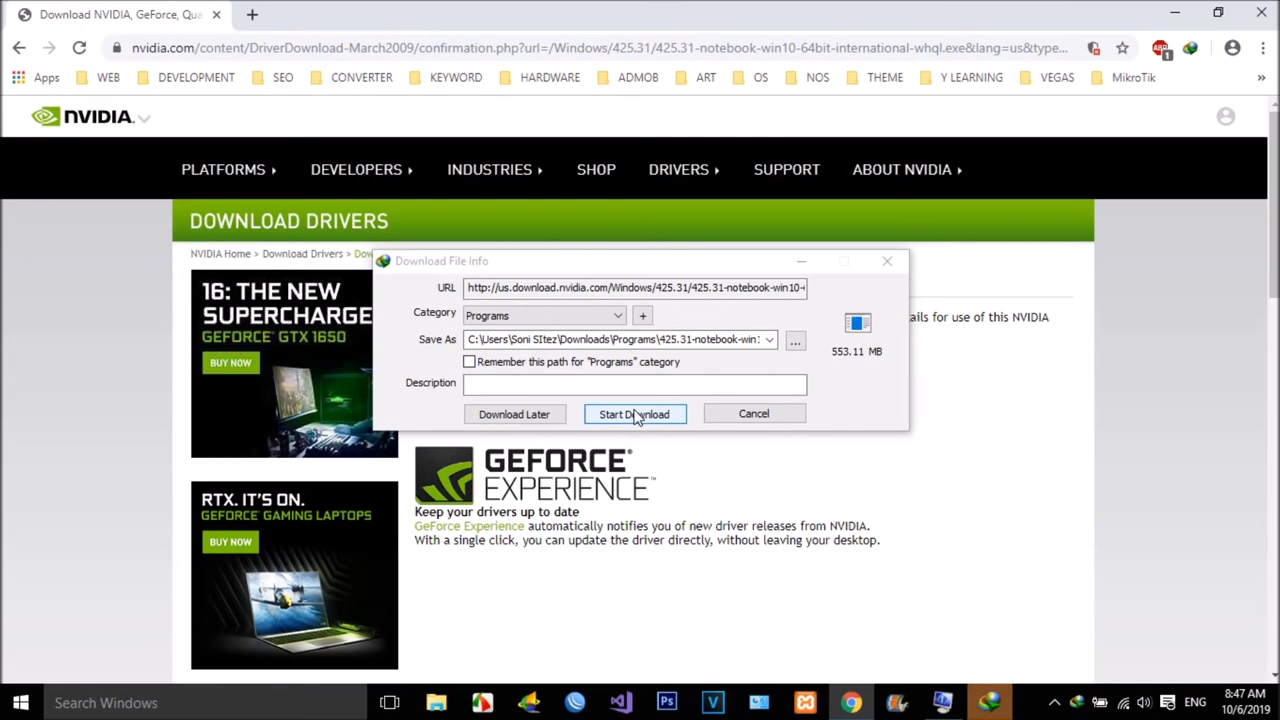 Download NVIDIA, GeForce, Qua
nvidia.com/content/DriverDownload-March2009/confirmation.php?url=/Windows/425.31/425.31-notebook-win10-64bit-international-whql.exe&lang=us&type...
Apps WEB DEVELOPMENT SEO CONVERTER KEYWORD HARDWARE ADMOB ART OS NOS THEME Y LEARNING VEGAS MikroTik »
NVIDIA.
PLATFORMS DEVELOPERS INDUSTRIES SHOP DRIVERS SUPPORT ABOUT NVIDIA
DOWNLOAD DRIVERS
NVIDIA Home > Download Drivers > Dow
Download File Info
URL http://us.download.nvidia.com/Windows/425.31/425.31-notebook-win10-
Category Programs +
Save As C:\Users\Soni SItez\Downloads\Programs\425.31-notebook-win1 ...
Remember this path for "Programs" category
Description
Download Later Start Download Cancel
553.11 MB
16: THE NEW
SUPERCHARGE
GEFORCE GTX 1650
BUY NOW
ails for use of this NVIDIA
GEFORCE®
EXPERIENCE™
Keep your drivers up to date
GeForce Experience automatically notifies you of new driver releases from NVIDIA.
With a single click, you can update the driver directly, without leaving your desktop.
RTX. IT'S ON.
GEFORCE GAMING LAPTOPS
BUY NOW
Search Windows
Ps
V
ENG
8:47 AM
10/6/2019